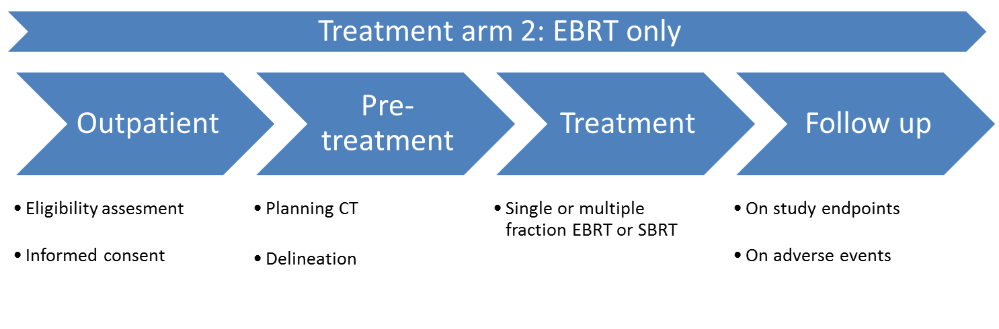 Treatment arm 2: EBRT only
Outpatient
Pre-
treatment
Treatment
Follow up
• Eligibility assesment
• Informed consent
• Planning CT
• Delineation
• Single or multiple
fraction EBRT or SBRT
• On study endpoints
• On adverse events